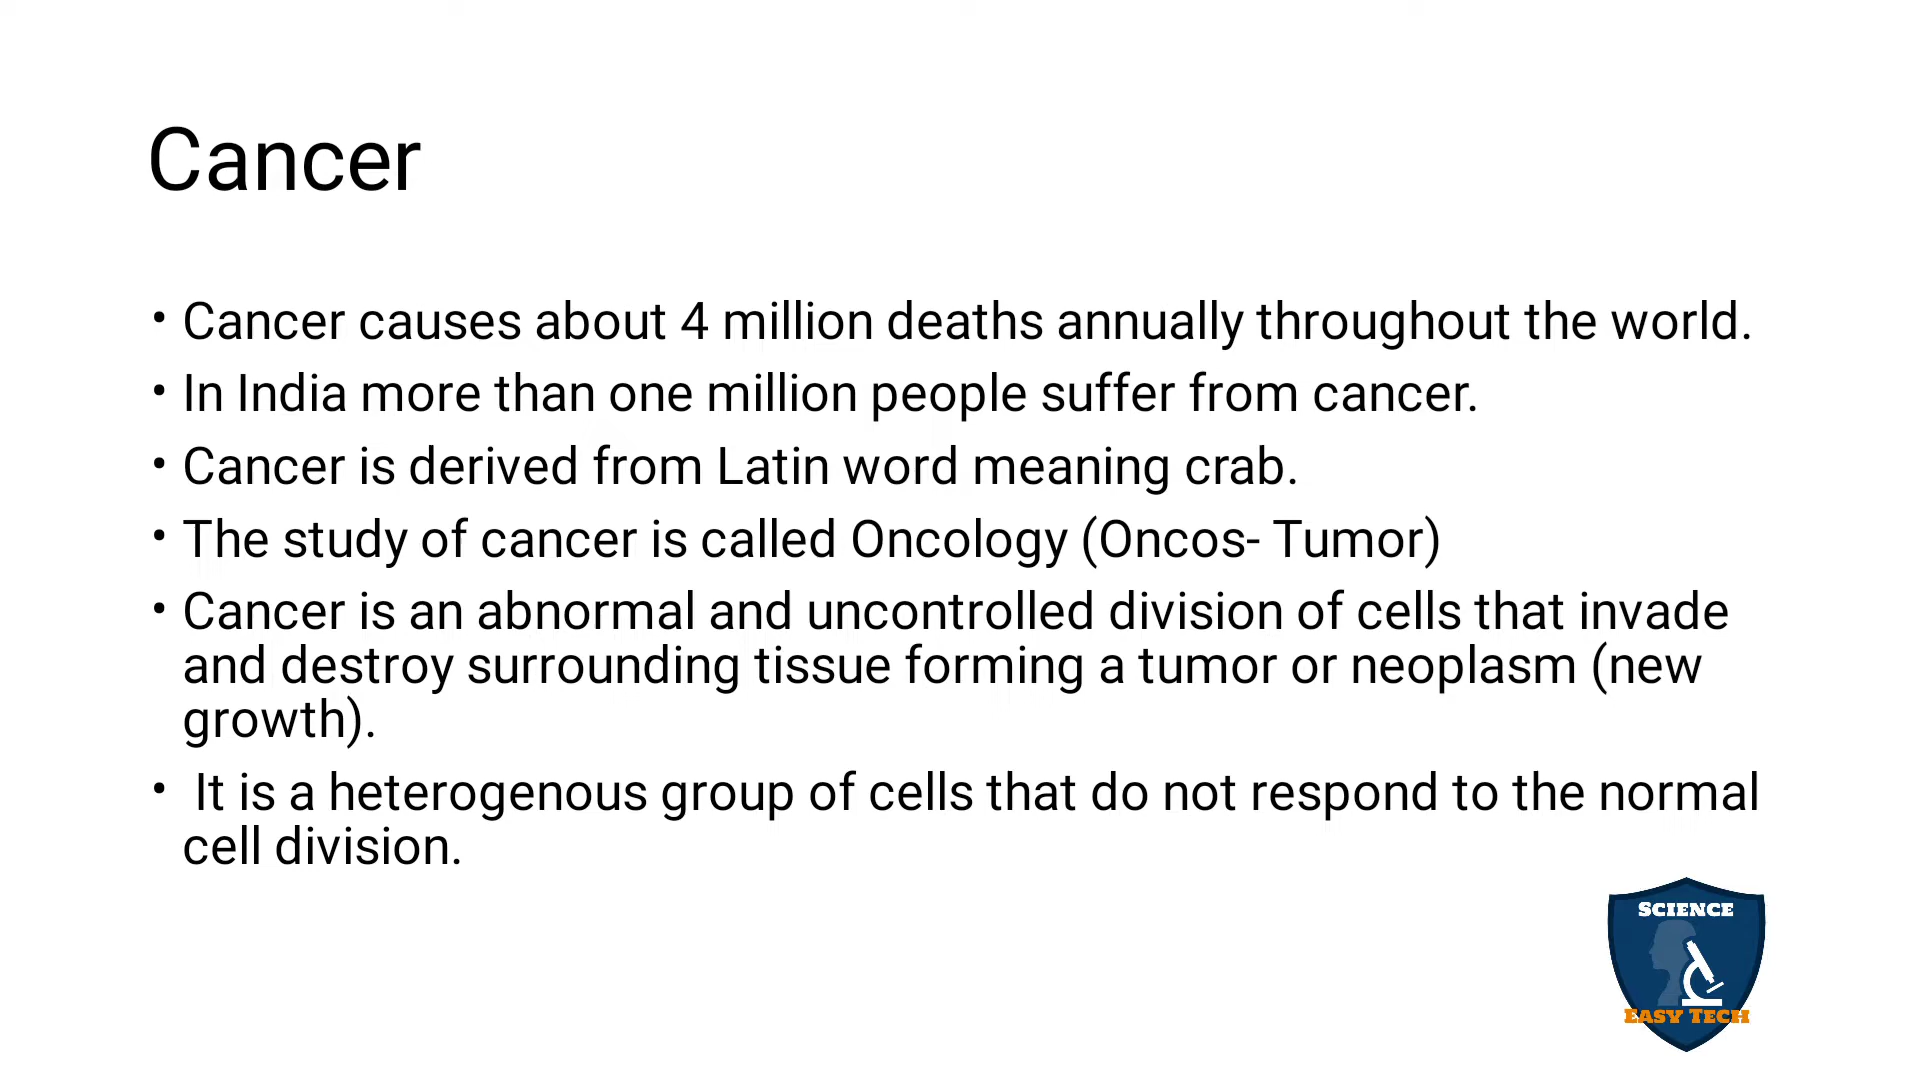 Cancer
• Cancer causes about 4 million deaths annually throughout the world.
• In India more than one million people suffer from cancer.
• Cancer is derived from Latin word meaning crab.
• The study of cancer is called Oncology (Oncos- Tumor)
• Cancer is an abnormal and uncontrolled division of cells that invade
and destroy surrounding tissue forming a tumor or neoplasm (new
growth).
• It is a heterogenous group of cells that do not respond to the normal
cell division.
SCIENCE
EASY TECH